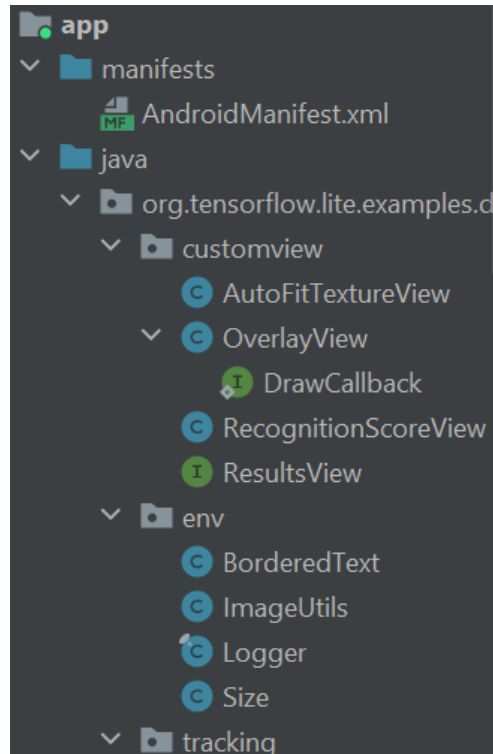 app
manifests
MF AndroidManifest.xml
java
org.tensorflow.lite.examples.d
customview
C AutoFitTextureView
C OverlayView
I DrawCallback
C RecognitionScoreView
I ResultsView
env
C BorderedText
C ImageUtils
C Logger
C Size
tracking